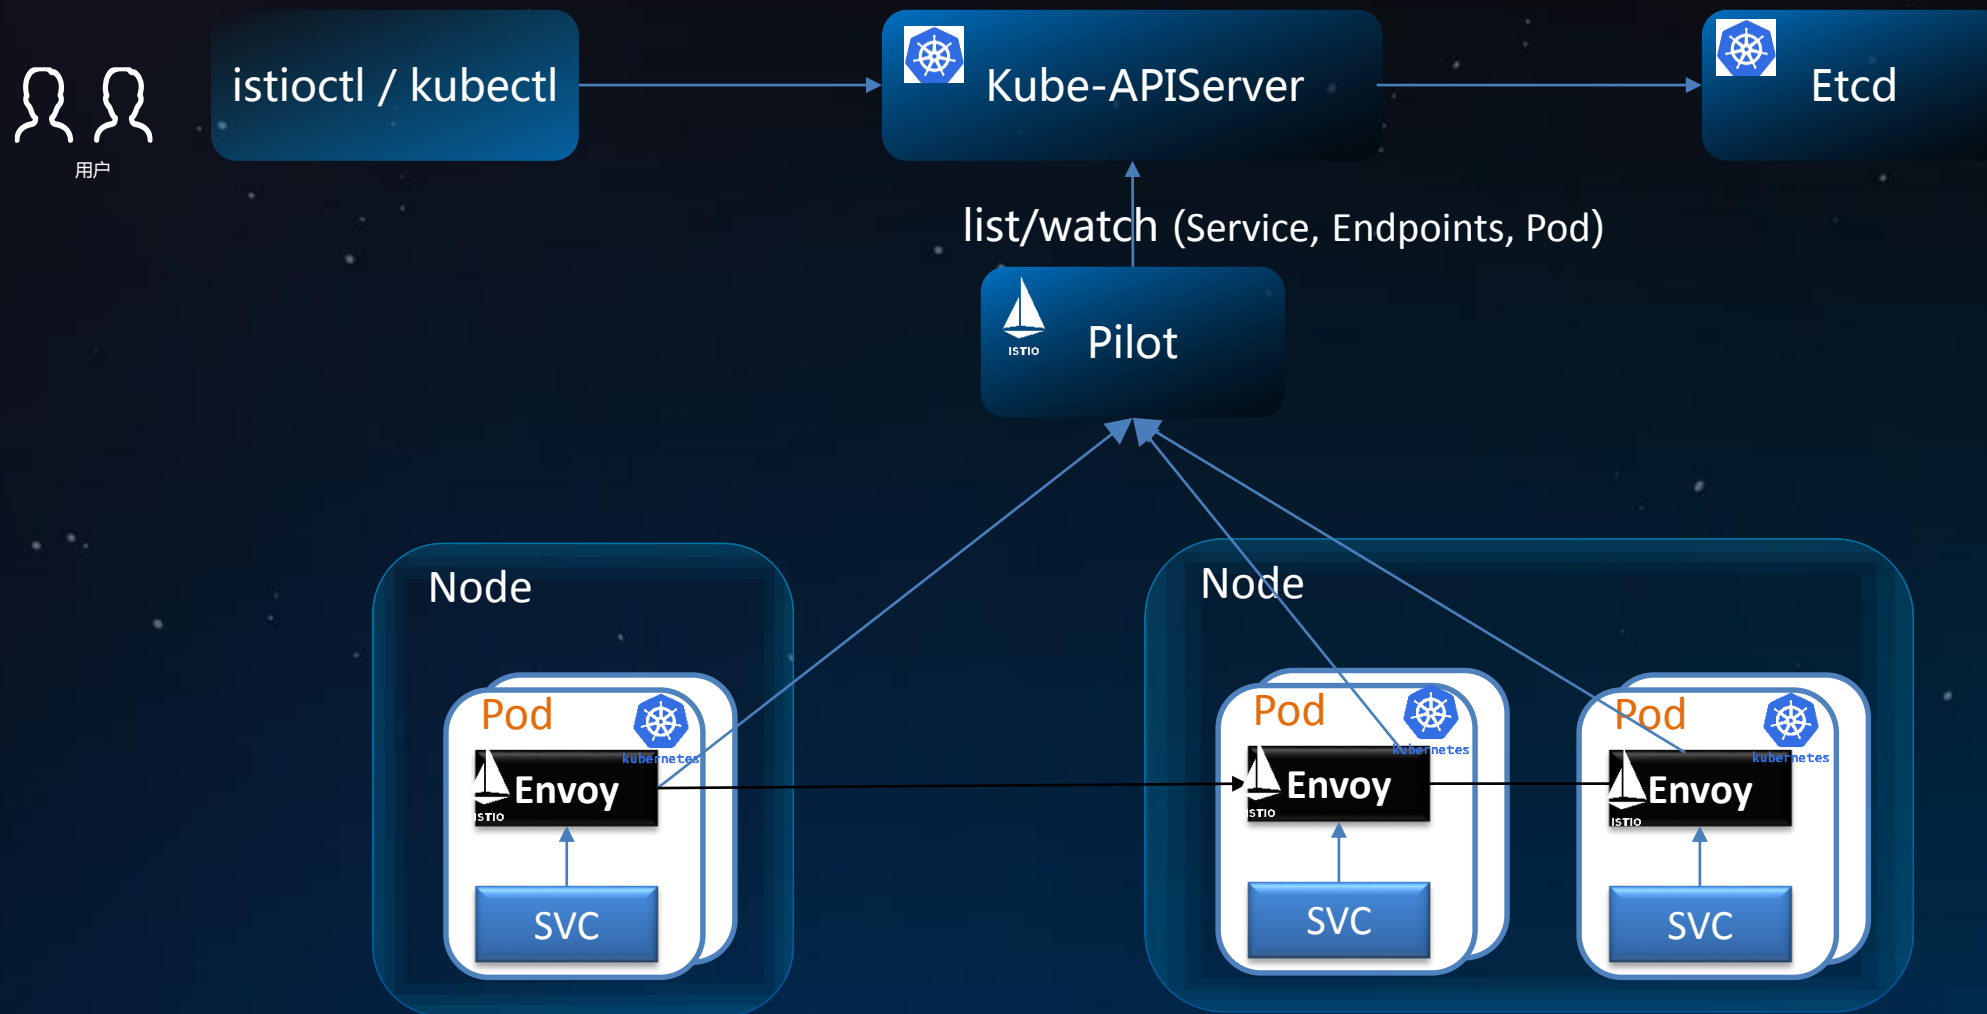 istioctl / kubectl
Kube-APIServer
Etcd
用户
list/watch (Service, Endpoints, Pod)
ISTIO
Pilot
Node
Node
Pod
kubernetes
Envoy
ISTIO
SVC
Pod
kubernetes
Envoy
ISTIO
SVC
Pod
kubernetes
Envoy
ISTIO
SVC